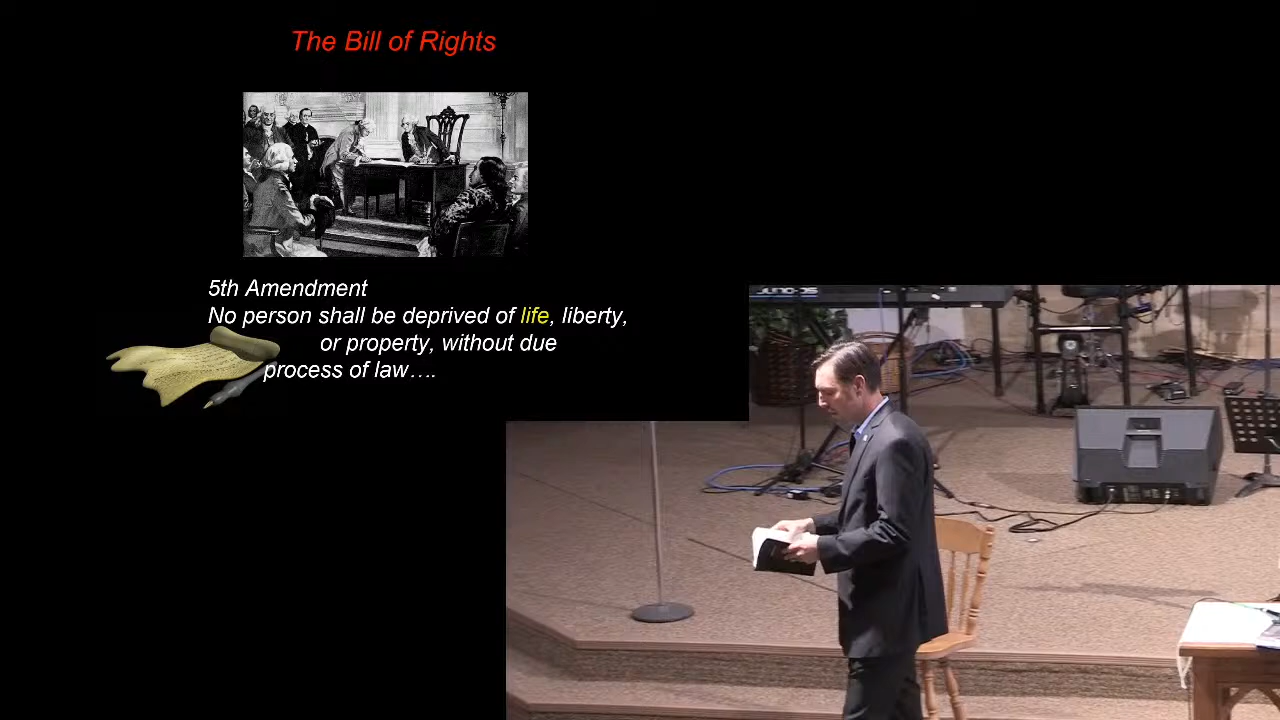 The Bill of Rights
5th Amendment
No person shall be deprived of life, liberty,
or property, without due
process of law….